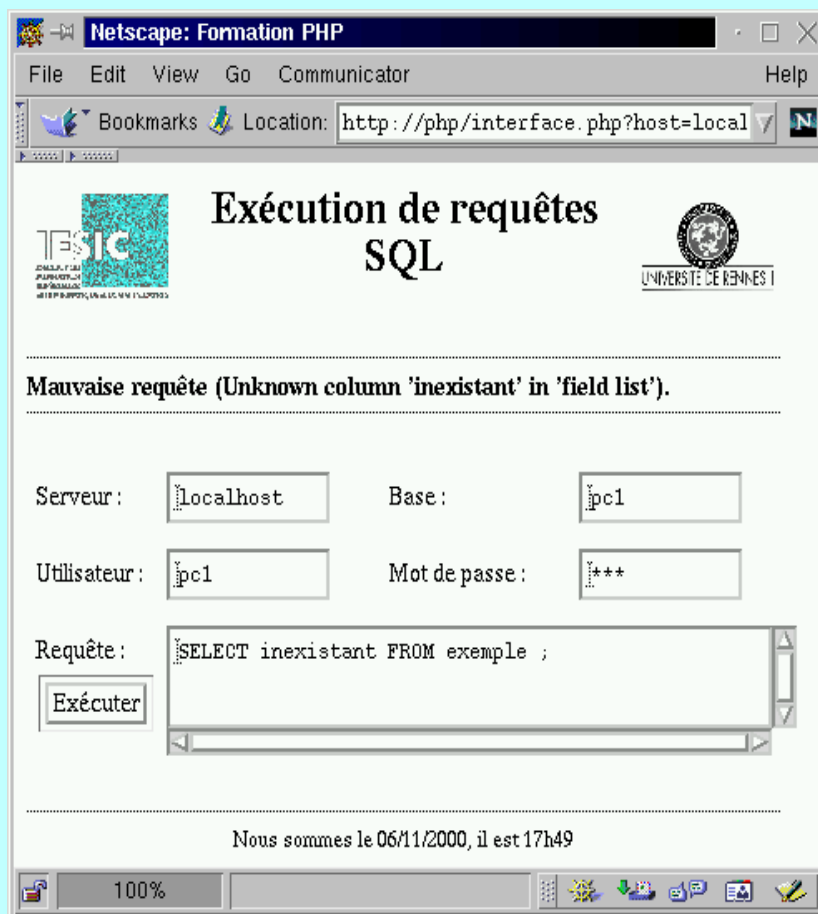 Netscape: Formation PHP
File Edit View Go Communicator Help
Bookmarks Location: http://php/interface.php?host=local
N
TESIC
Exécution de requêtes
SQL
UNIVERSITE DE RENNES 1
Mauvaise requête (Unknown column 'inexistant' in 'field list').
Serveur : localhost Base : pc1
Utilisateur : pc1 Mot de passe : ***
Requête : SELECT inexistant FROM exemple ;
Exécuter
Nous sommes le 06/11/2000, il est 17h49
100%